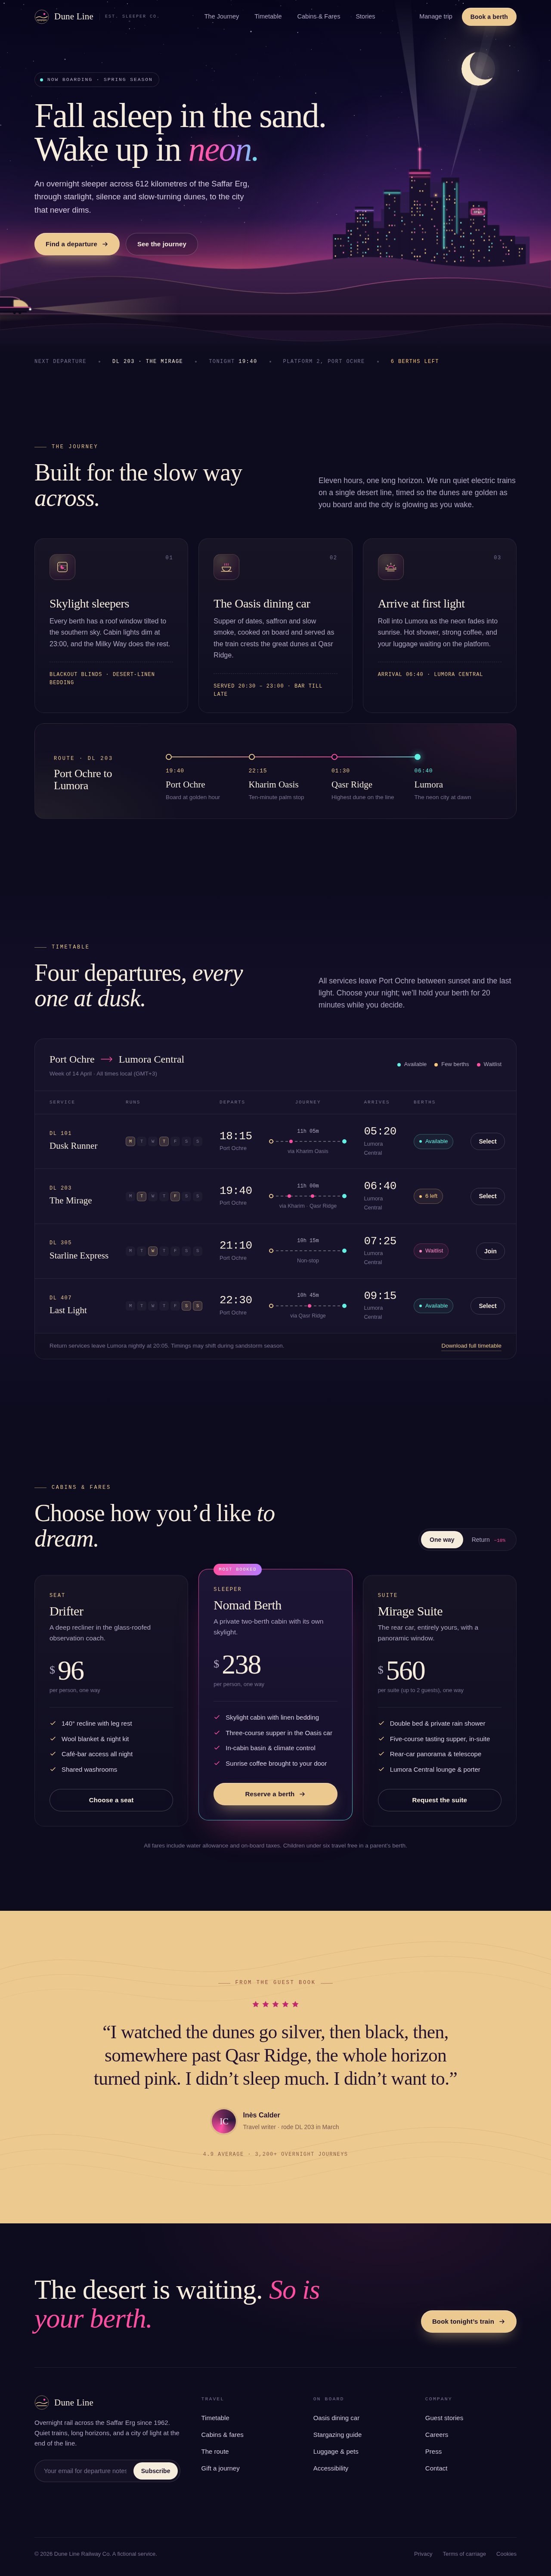 Dune Line
EST. SLEEPER CO.
The Journey
Timetable
Cabins & Fares
Stories
Manage trip
Book a berth
NOW BOARDING · SPRING SEASON
Fall asleep in the sand.
Wake up in neon.
An overnight sleeper across 612 kilometres of the Saffar Erg,
through starlight, silence and slow-turning dunes, to the city
that never dims.
Find a departure
See the journey
NEXT DEPARTURE
DL 203 · THE MIRAGE
TONIGHT 19:40
PLATFORM 2, PORT OCHRE
6 BERTHS LEFT
THE JOURNEY
Built for the slow way
across.
Eleven hours, one long horizon. We run quiet electric trains
on a single desert line, timed so the dunes are golden as
you board and the city is glowing as you wake.
01
Skylight sleepers
Every berth has a roof window tilted to
the southern sky. Cabin lights dim at
23:00, and the Milky Way does the rest.
BLACKOUT BLINDS · DESERT-LINEN
BEDDING
02
The Oasis dining car
Supper of dates, saffron and slow
smoke, cooked on board and served as
the train crests the great dunes at Qasr
Ridge.
SERVED 20:30 – 23:00 · BAR TILL
LATE
03
Arrive at first light
Roll into Lumora as the neon fades into
sunrise. Hot shower, strong coffee, and
your luggage waiting on the platform.
ARRIVAL 06:40 · LUMORA CENTRAL
ROUTE · DL 203
Port Ochre to
Lumora
19:40
Port Ochre
Board at golden hour
22:15
Kharim Oasis
Ten-minute palm stop
01:30
Qasr Ridge
Highest dune on the line
06:40
Lumora
The neon city at dawn
TIMETABLE
Four departures, every
one at dusk.
All services leave Port Ochre between sunset and the last
light. Choose your night; we’ll hold your berth for 20
minutes while you decide.
Port Ochre → Lumora Central
Week of 14 April · All times local (GMT+3)
Available
Few berths
Waitlist
SERVICE RUNS DEPARTS JOURNEY ARRIVES BERTHS
DL 101
Dusk Runner
M T W T F S S
18:15
Port Ochre
11h 05m
via Kharim Oasis
05:20
Lumora
Central
Available
Select
DL 203
The Mirage
M T W T F S S
19:40
Port Ochre
11h 00m
via Kharim · Qasr Ridge
06:40
Lumora
Central
6 left
Select
DL 305
Starline Express
M T W T F S S
21:10
Port Ochre
10h 15m
Non-stop
07:25
Lumora
Central
Waitlist
Join
DL 407
Last Light
M T W T F S S
22:30
Port Ochre
10h 45m
via Qasr Ridge
09:15
Lumora
Central
Available
Select
Return services leave Lumora nightly at 20:05. Timings may shift during sandstorm season.
Download full timetable
CABINS & FARES
Choose how you’d like to
dream.
One way
Return -10%
SEAT
Drifter
A deep recliner in the glass-roofed
observation coach.
$ 96
per person, one way
140° recline with leg rest
Wool blanket & night kit
Café-bar access all night
Shared washrooms
Choose a seat
MOST BOOKED
SLEEPER
Nomad Berth
A private two-berth cabin with its own
skylight.
$ 238
per person, one way
Skylight cabin with linen bedding
Three-course supper in the Oasis car
In-cabin basin & climate control
Sunrise coffee brought to your door
Reserve a berth
SUITE
Mirage Suite
The rear car, entirely yours, with a
panoramic window.
$ 560
per suite (up to 2 guests), one way
Double bed & private rain shower
Five-course tasting supper, in-suite
Rear-car panorama & telescope
Lumora Central lounge & porter
Request the suite
All fares include water allowance and on-board taxes. Children under six travel free in a parent’s berth.
FROM THE GUEST BOOK
“I watched the dunes go silver, then black, then,
somewhere past Qasr Ridge, the whole horizon
turned pink. I didn’t sleep much. I didn’t want to.”
IC
Inès Calder
Travel writer · rode DL 203 in March
4.9 AVERAGE · 3,200+ OVERNIGHT JOURNEYS
The desert is waiting. So is
your berth.
Book tonight’s train
Dune Line
Overnight rail across the Saffar Erg since 1962.
Quiet trains, long horizons, and a city of light at the
end of the line.
Your email for departure notes
Subscribe
TRAVEL
Timetable
Cabins & fares
The route
Gift a journey
ON BOARD
Oasis dining car
Stargazing guide
Luggage & pets
Accessibility
COMPANY
Guest stories
Careers
Press
Contact
© 2026 Dune Line Railway Co. A fictional service.
Privacy
Terms of carriage
Cookies